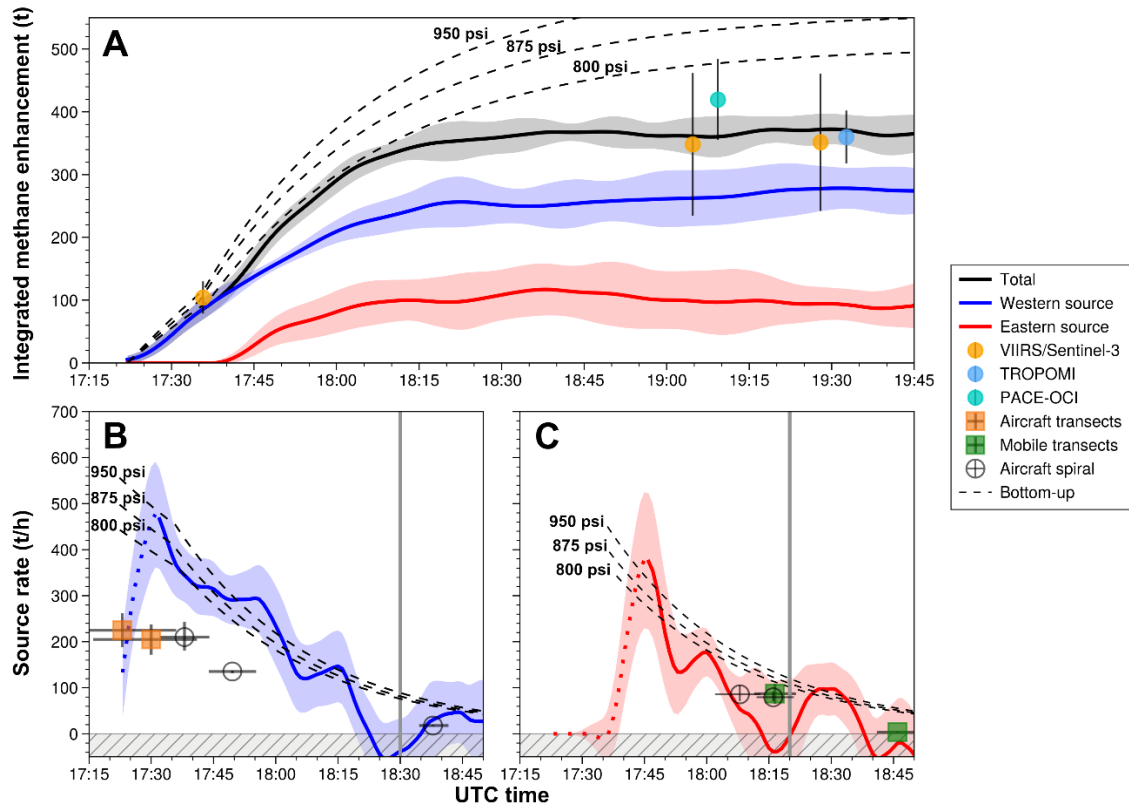 A
950 psi
875 psi
800 psi
Integrated methane enhancement (t)
500
400
300
200
100
0
17:15 17:30 17:45 18:00 18:15 18:30 18:45 19:00 19:15 19:30 19:45
Total
Western source
Eastern source
VIIRS/Sentinel-3
TROPOMI
PACE-OCI
Aircraft transects
Mobile transects
Aircraft spiral
Bottom-up
B
950 psi
875 psi
800 psi
Source rate (t/h)
700
600
500
400
300
200
100
0
17:15 17:30 17:45 18:00 18:15 18:30 18:45
C
950 psi
875 psi
800 psi
17:15 17:30 17:45 18:00 18:15 18:30 18:45
UTC time